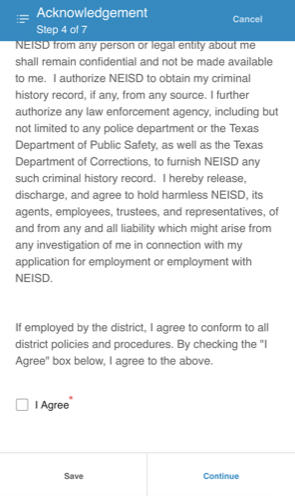 Acknowledgement
Cancel
Step 4 of 7
NEISD from any person or legal entity about me
shall remain confidential and not be made available
to me.  I authorize NEISD to obtain my criminal
history record, if any, from any source. I further
authorize any law enforcement agency, including but
not limited to any police department or the Texas
Department of Public Safety, as well as the Texas
Department of Corrections, to furnish NEISD any
such criminal history record.  I hereby release,
discharge, and agree to hold harmless NEISD, its
agents, employees, trustees, and representatives, of
and from any and all liability which might arise from
any investigation of me in connection with my
application for employment or employment with
NEISD.
If employed by the district, I agree to conform to all
district policies and procedures. By checking the "I
Agree" box below, I agree to the above.
I Agree*
Save
Continue